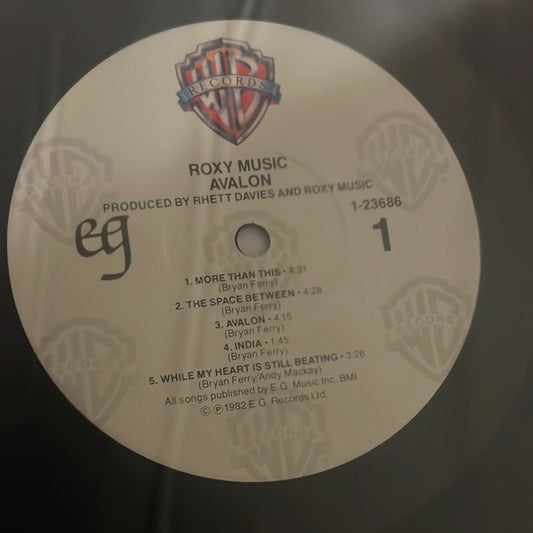 RECORDS
ROXY MUSIC
AVALON
PRODUCED BY RHETT DAVIES AND ROXY MUSIC
eg
1-23686
1
1. MORE THAN THIS • 4:31
(Bryan Ferry)
2. THE SPACE BETWEEN • 4:28
(Bryan Ferry)
3. AVALON • 4:15
(Bryan Ferry)
4. INDIA • 1:45
(Bryan Ferry)
5. WHILE MY HEART IS STILL BEATING • 3:26
(Bryan Ferry/Andy Mackay)
All songs published by E.G. Music Inc. BMI
© ℗ 1982 E.G. Records Ltd